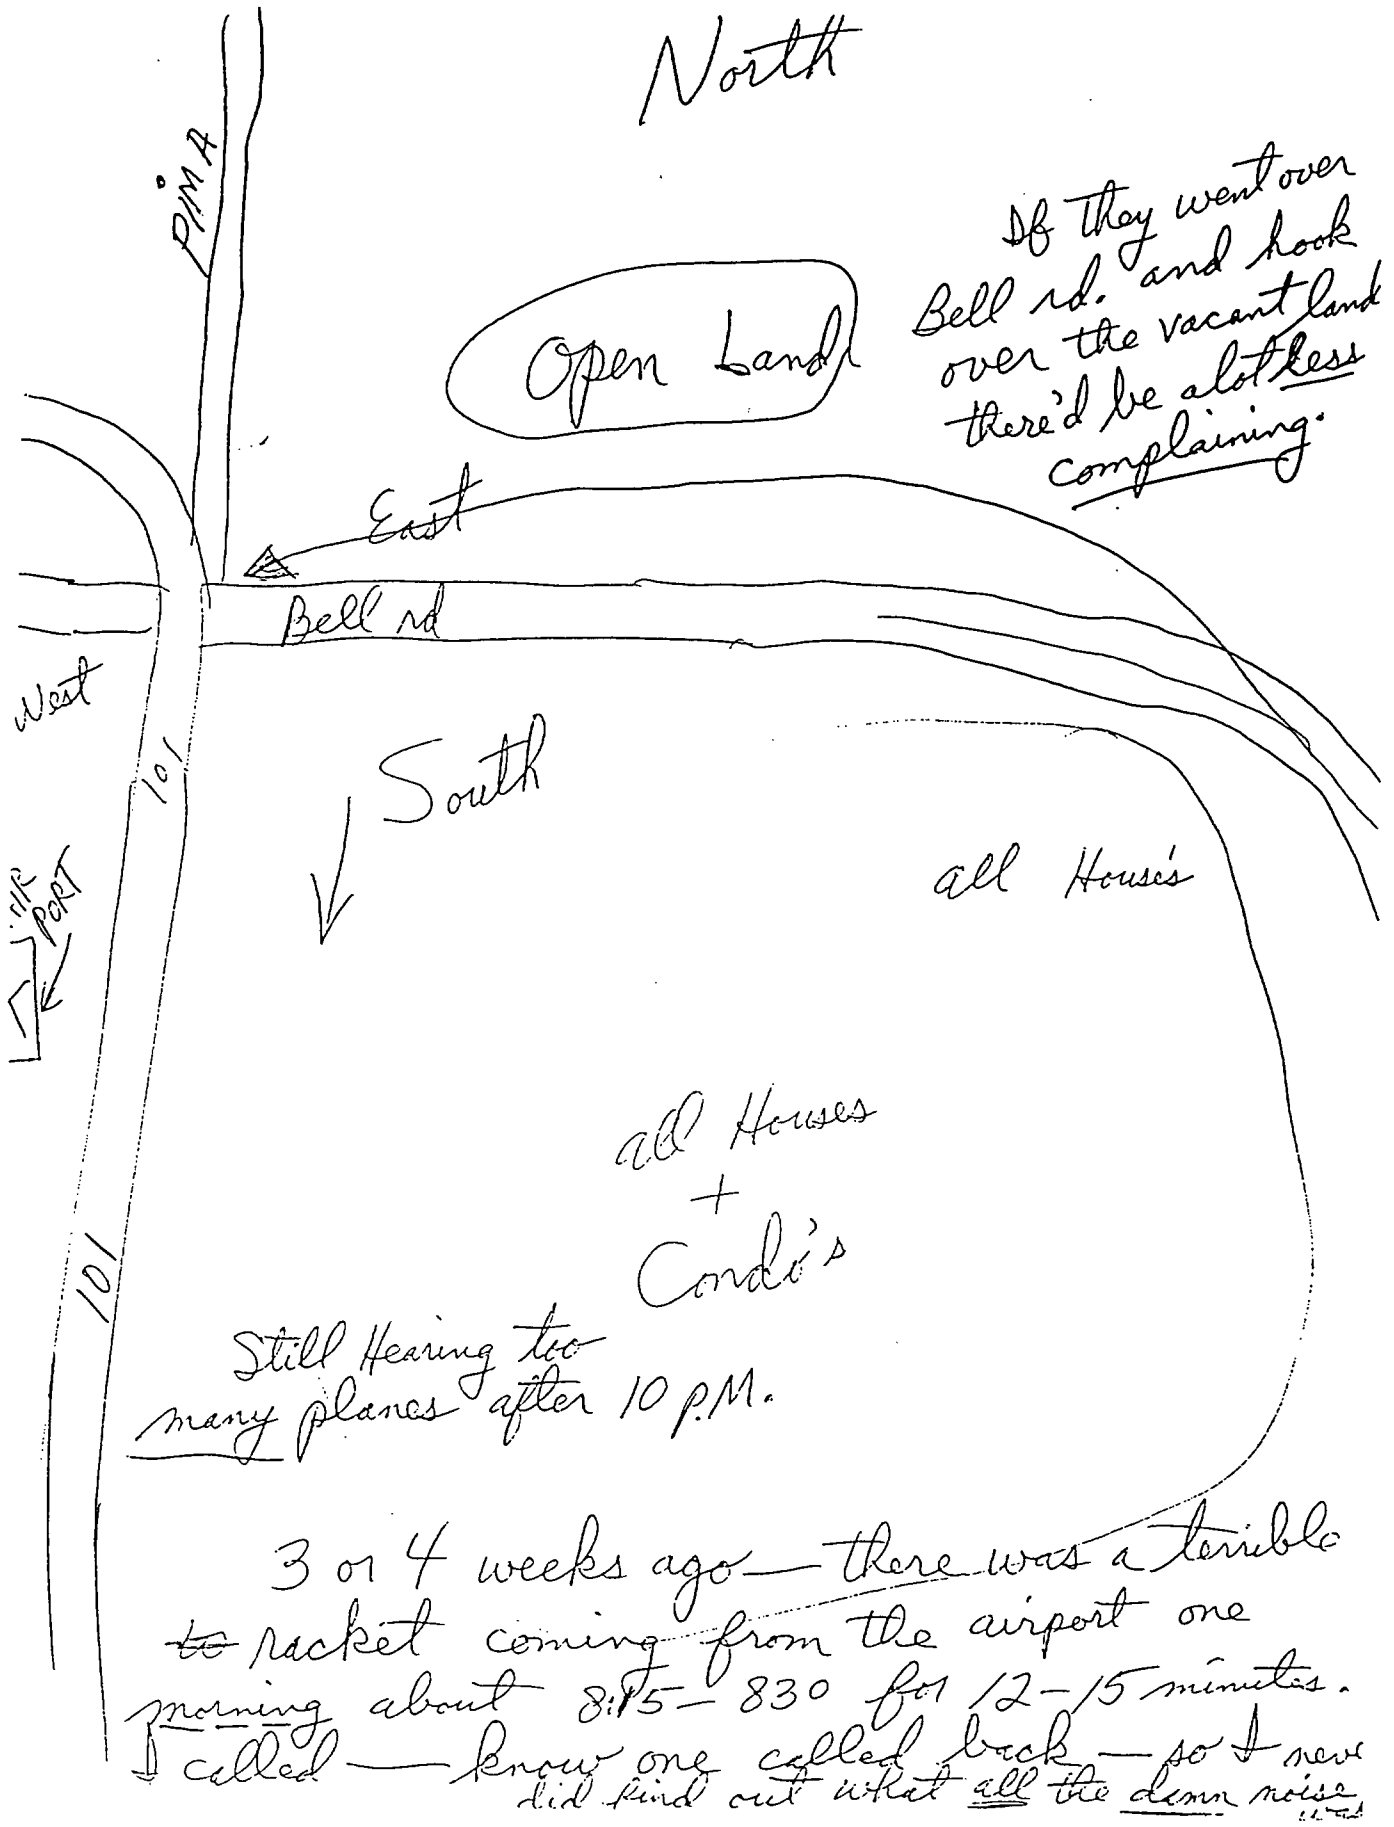 North
PIMA
If they went over
Bell rd. and hook
over the vacant land
there'd be alot less
complaining.
Open Land
East
Bell rd
West
101
South
AIR
PORT
all House's
all Houses
+
Condo's
101
Still Hearing too
many planes after 10 P.M.
3 or 4 weeks ago — there was a terrible
to racket coming from the airport one
morning about 8:15 - 830 for 12-15 minutes.
I called — know one called back — so I never
did find out what all the damn noise
was